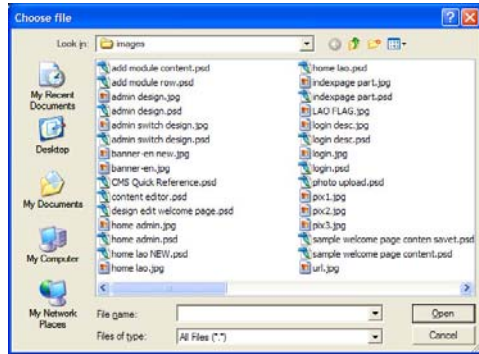 Choose file
Look in:
images
My Recent
Documents
Desktop
My Documents
My Computer
My Network
Places
add module content.psd
add module row.psd
admin design.jpg
admin design.psd
admin switch design.jpg
admin switch design.psd
banner-en new.jpg
banner-en.jpg
CMS Quick Reference.psd
content editor.psd
design edit welcome page.psd
home admin.jpg
home admin.psd
home lao NEW.psd
home lao.jpg
home lao.psd
indexpage part.jpg
indexpage part.psd
LAO FLAG.jpg
login desc.jpg
login desc.psd
login.jpg
login.psd
photo upload.psd
pix1.jpg
pix2.jpg
pix3.jpg
sample welcome page conten savet.psd
sample welcome page content.psd
url.jpg
File name:
Open
Files of type:
All Files (*.*)
Cancel